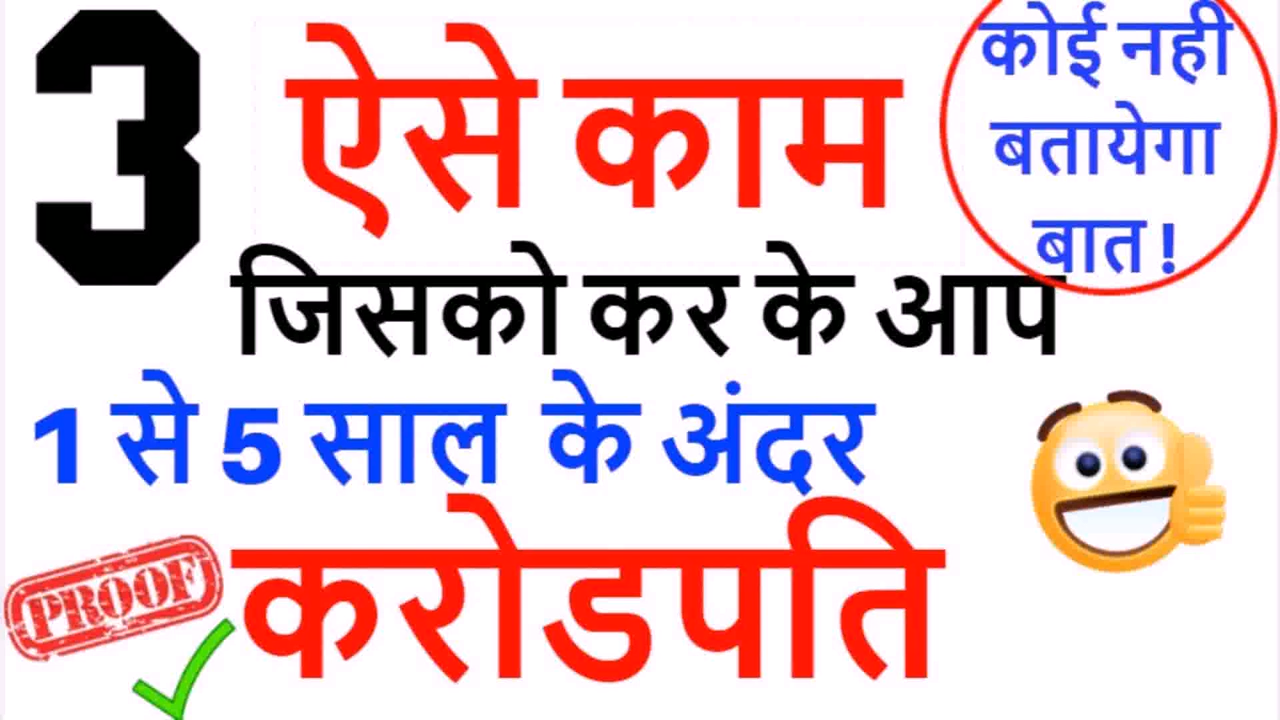 3 ऐसे काम
कोई नही
बतायेगा
बात !
जिसको कर के आप
1 से 5 साल के अंदर
PROOF
करोडपति